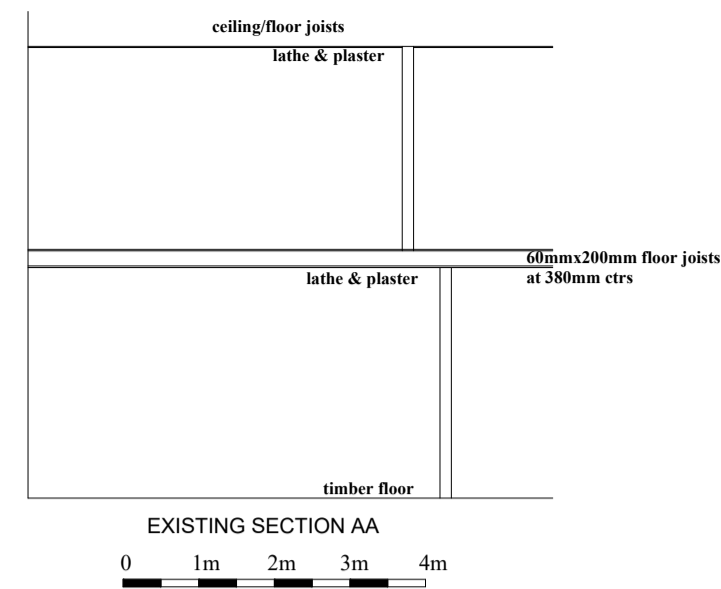 ceiling/floor joists
lathe & plaster
60mmx200mm floor joists
at 380mm ctrs
lathe & plaster
timber floor
EXISTING SECTION AA
0 1m 2m 3m 4m